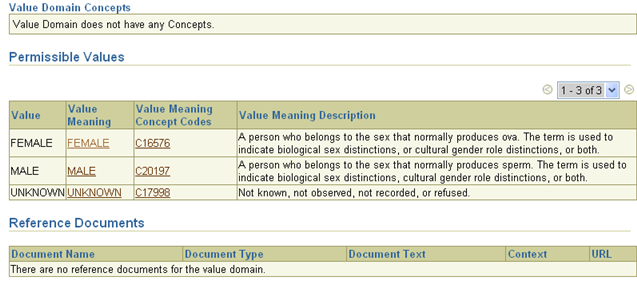 Value Domain Concepts
Value Domain does not have any Concepts.
Permissible Values
1 - 3 of 3
Value Value Meaning Value Meaning Concept Codes Value Meaning Description
FEMALE FEMALE C16576 A person who belongs to the sex that normally produces ova. The term is used to
indicate biological sex distinctions, or cultural gender role distinctions, or both.
MALE MALE C20197 A person who belongs to the sex that normally produces sperm. The term is used to
indicate biological sex distinctions, cultural gender role distinctions, or both.
UNKNOWN UNKNOWN C17998 Not known, not observed, not recorded, or refused.
Reference Documents
Document Name Document Type Document Text Context URL
There are no reference documents for the value domain.